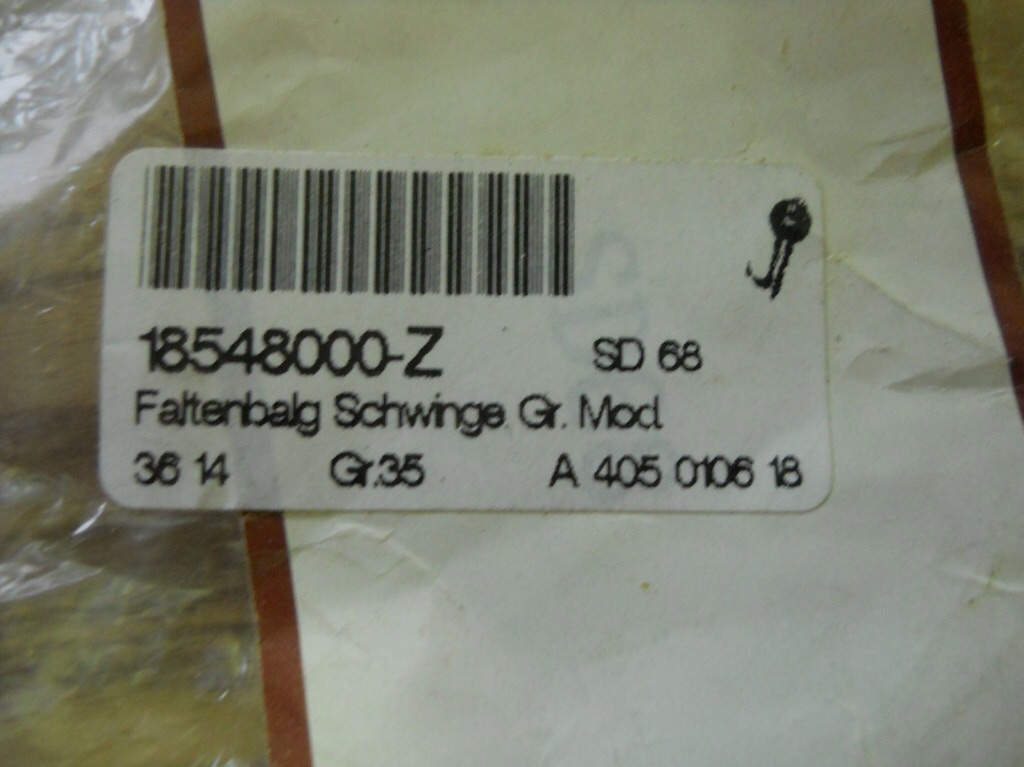 18548000-Z SD 68
Faltenbalg Schwinge Gr. Mod.
36 14 Gr.35 A 405 0106 18